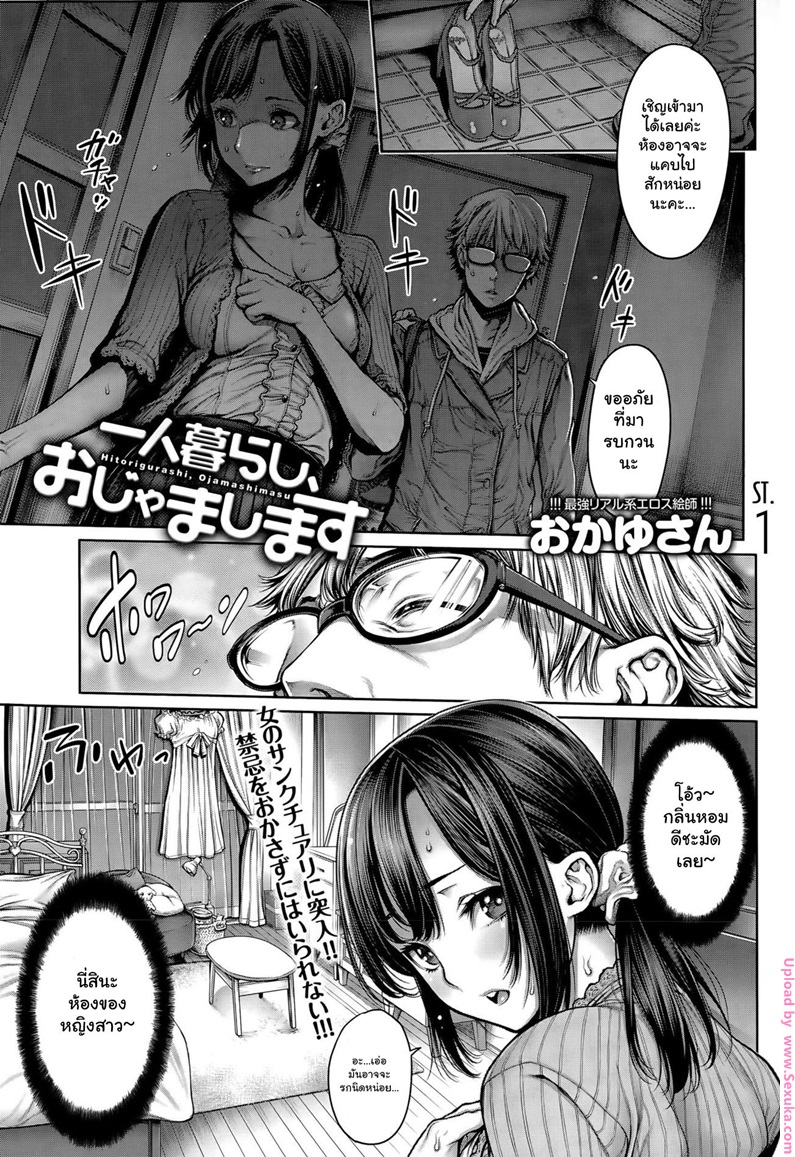 เชิญเข้ามา
ได้เลยค่ะ
ห้องอาจจะ
แคบไป
สักหน่อย
นะคะ...
ガチャッ
ドキ
ドキ
ขออภัย
ที่มา
รบกวน
นะ
一人暮らし、
Hitorigurashi, Ojamashimasu
おじゃまします
!!! 最強リアル系エロス絵師 !!!
おかゆさん
ST.
1
ホワワ～ン
ふわっ
โอ้ว~
กลิ่นหอม
ดีชะมัด
เลย~
女のサンクチュアリに突入!!
禁忌をおかさずにはいられない!!!
นี่สินะ
ห้องของ
หญิงสาว~
อะ...เอ่อ
มันอาจจะ
รกนิดหน่อย...
Upload by www.Sexuka.com